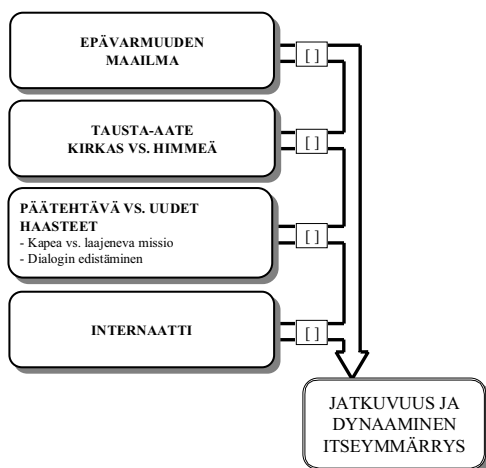 EPÄVARMUUDEN
MAAILMA
[ ]
TAUSTA-AATE
KIRKAS VS. HIMMEÄ
[ ]
PÄÄTEHTÄVÄ VS. UUDET
HAASTEET
- Kapea vs. laajeneva missio
- Dialogin edistäminen
[ ]
INTERNAATTI
[ ]
JATKUVUUS JA
DYNAAMINEN
ITSEYMMÄRRYS